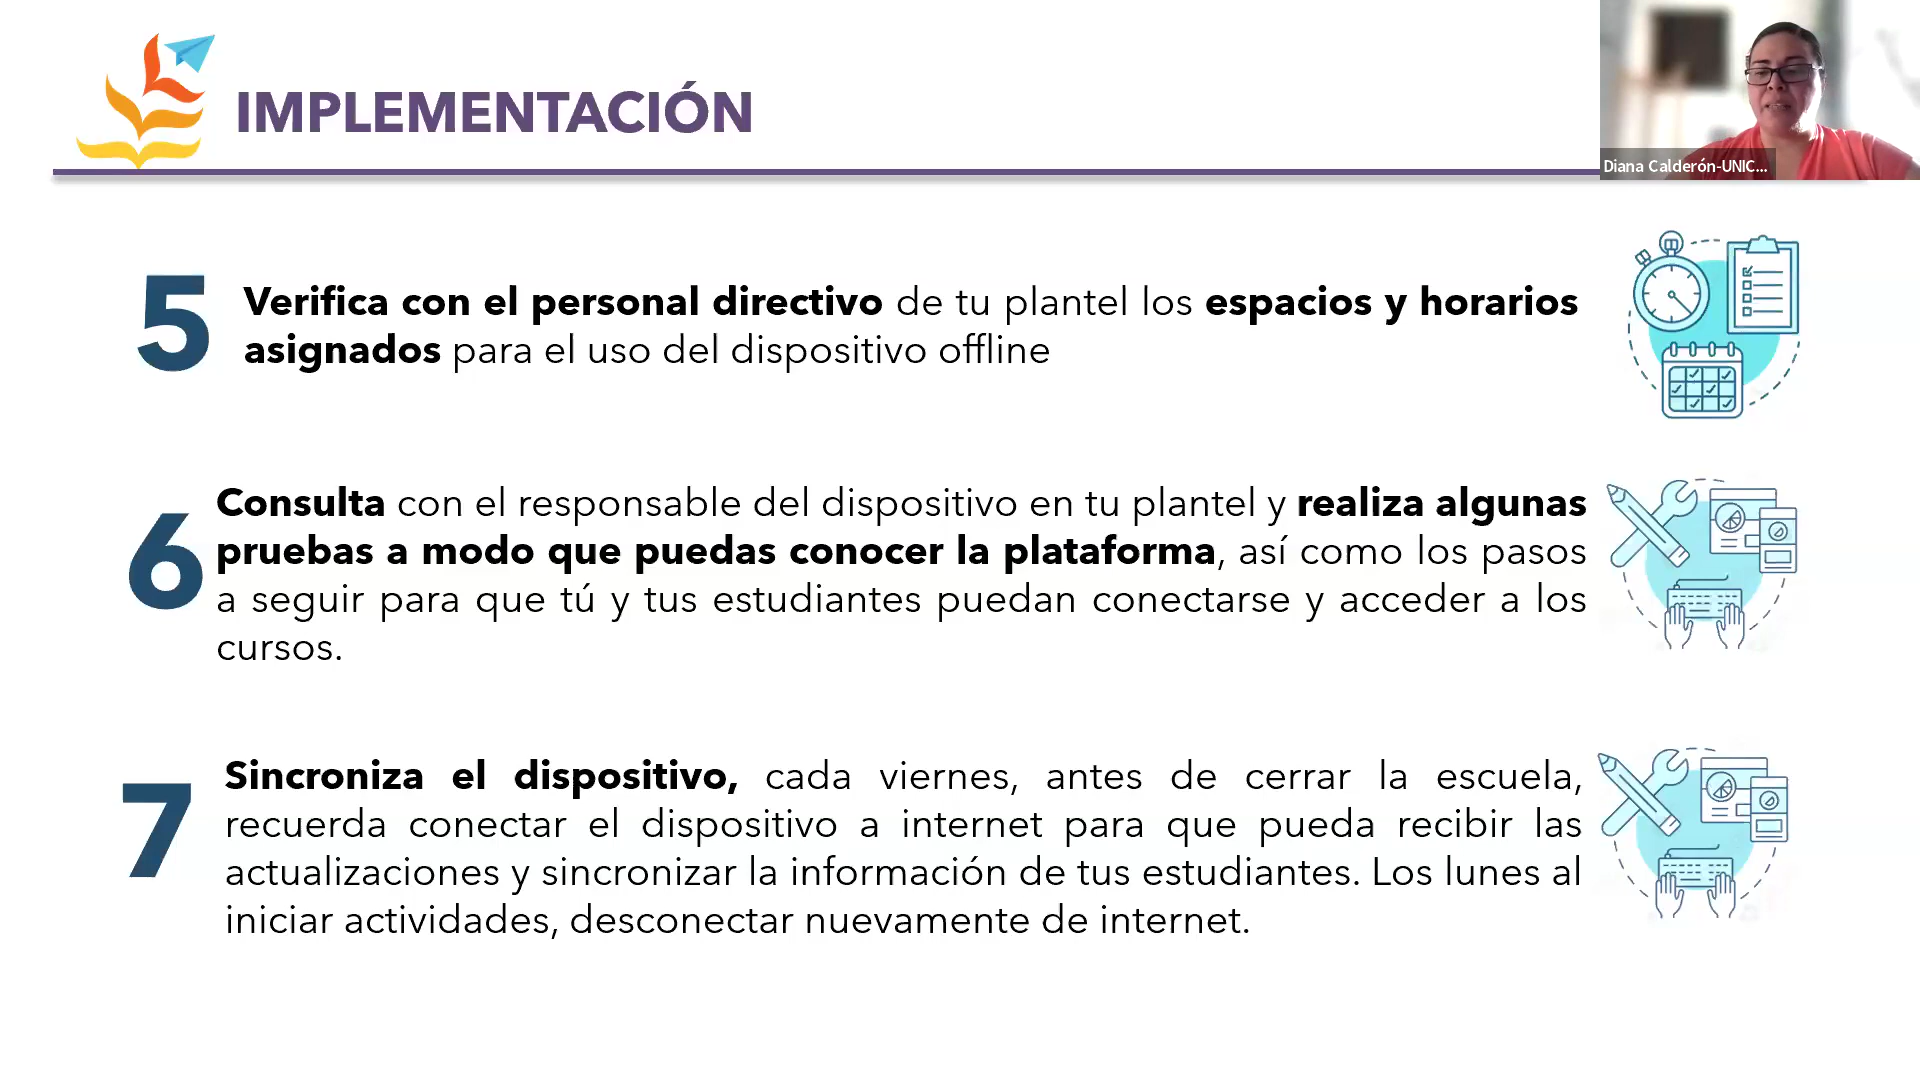 IMPLEMENTACIÓN
Diana Calderón-UNIC...
5
Verifica con el personal directivo de tu plantel los espacios y horarios
asignados para el uso del dispositivo offline
6
Consulta con el responsable del dispositivo en tu plantel y realiza algunas
pruebas a modo que puedas conocer la plataforma, así como los pasos
a seguir para que tú y tus estudiantes puedan conectarse y acceder a los
cursos.
7
Sincroniza el dispositivo, cada viernes, antes de cerrar la escuela,
recuerda conectar el dispositivo a internet para que pueda recibir las
actualizaciones y sincronizar la información de tus estudiantes. Los lunes al
iniciar actividades, desconectar nuevamente de internet.